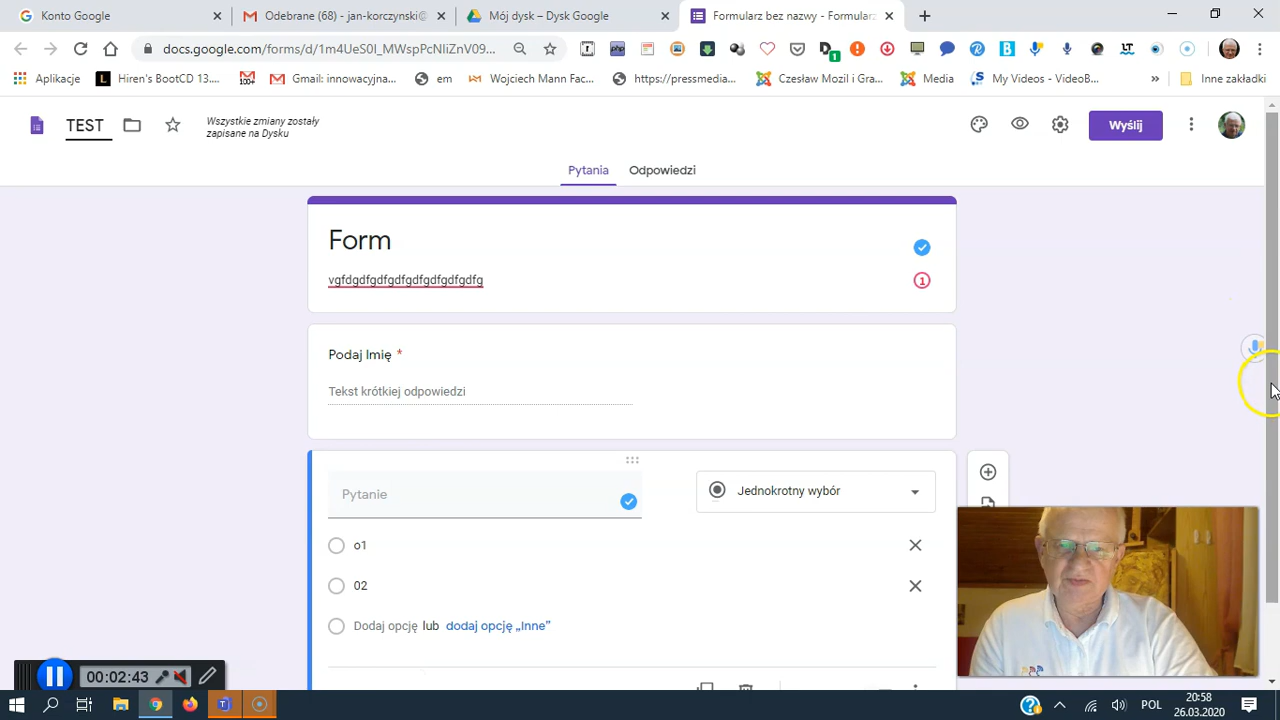 Konto Google
Odebrane (68) - jan-korczynski@
Mój dysk – Dysk Google
Formularz bez nazwy - Formular
docs.google.com/forms/d/1m4UeS0I_MWspPcNIiZnV09...
Aplikacje
Hiren's BootCD 13....
Gmail: innowacyjna...
em
Wojciech Mann Fac...
https://pressmedia...
Czesław Mozil i Gra...
Media
My Videos - VideoB...
»
Inne zakładki
TEST
Wszystkie zmiany zostały
zapisane na Dysku
Wyślij
Pytania
Odpowiedzi
Form
vgfdgdfgdfgdfgdfgdfgdfgdfg
1
Podaj Imię *
Tekst krótkiej odpowiedzi
Pytanie
Jednokrotny wybór
o1
02
Dodaj opcję lub dodaj opcję „Inne”
00:02:43
POL
20:58
26.03.2020